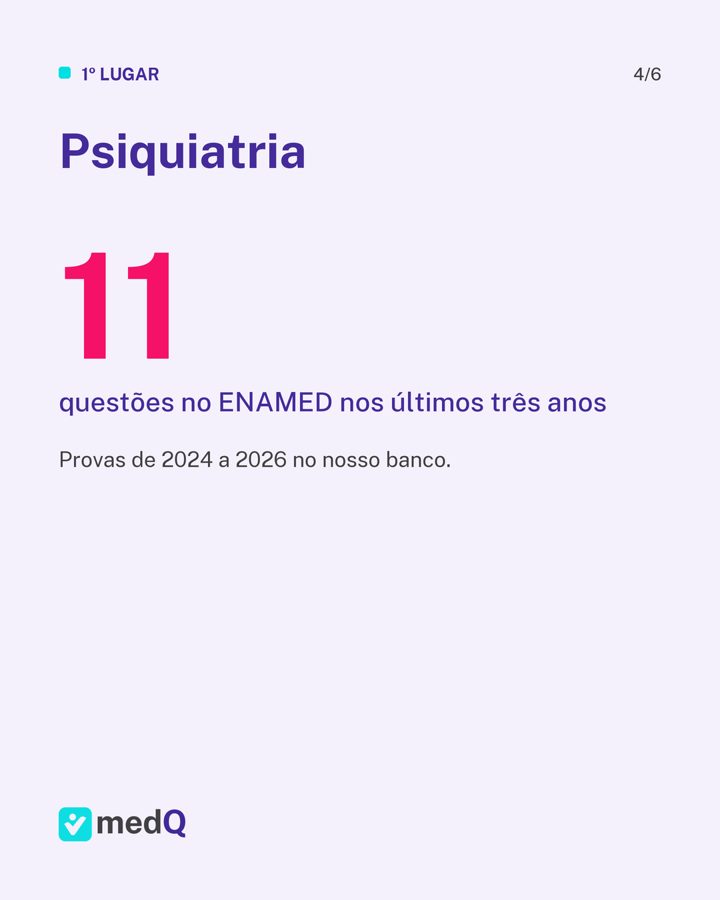 1º LUGAR
4/6
Psiquiatria
11
questões no ENAMED nos últimos três anos
Provas de 2024 a 2026 no nosso banco.
medQ